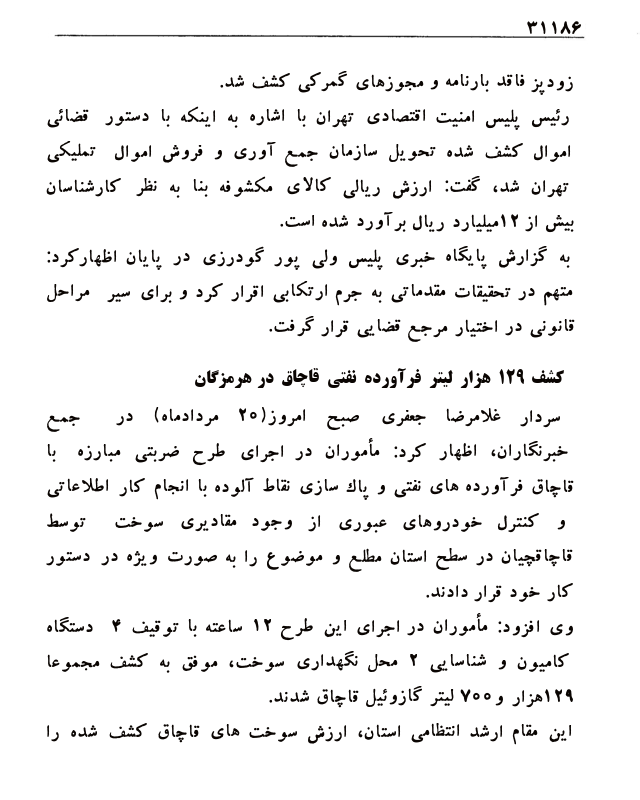 ۳۱۱۸۶
زودپز فاقد بارنامه و مجوزهای گمرکی کشف شد.
رئیس پلیس امنیت اقتصادی تهران با اشاره به اینکه با دستور قضائی
اموال کشف شده تحویل سازمان جمع آوری و فروش اموال تملیکی
تهران شد، گفت: ارزش ریالی کالای مکشوفه بنا به نظر کارشناسان
بیش از ۱۲میلیارد ریال برآورد شده است.
به گزارش پایگاه خبری پلیس ولی پور گودرزی در پایان اظهارکرد:
متهم در تحقیقات مقدماتی به جرم ارتکابی اقرار کرد و برای سیر مراحل
قانونی در اختیار مرجع قضایی قرار گرفت.
کشف ۱۲۹ هزار لیتر فرآورده نفتی قاچاق در هرمزگان
سردار غلامرضا جعفری صبح امروز(۲۰ مردادماه) در جمع
خبرنگاران، اظهار کرد: مأموران در اجرای طرح ضربتی مبارزه با
قاچاق فرآورده های نفتی و پاك سازی نقاط آلوده با انجام کار اطلاعاتی
و کنترل خودروهای عبوری از وجود مقادیری سوخت توسط
قاچاقچیان در سطح استان مطلع و موضوع را به صورت ویژه در دستور
کار خود قرار دادند.
وی افزود: مأموران در اجرای این طرح ۱۲ ساعته با توقیف ۴ دستگاه
کامیون و شناسایی ۲ محل نگهداری سوخت، موفق به کشف مجموعا
۱۲۹هزار و ۷۰۰ لیتر گازوئیل قاچاق شدند.
این مقام ارشد انتظامی استان، ارزش سوخت های قاچاق کشف شده را